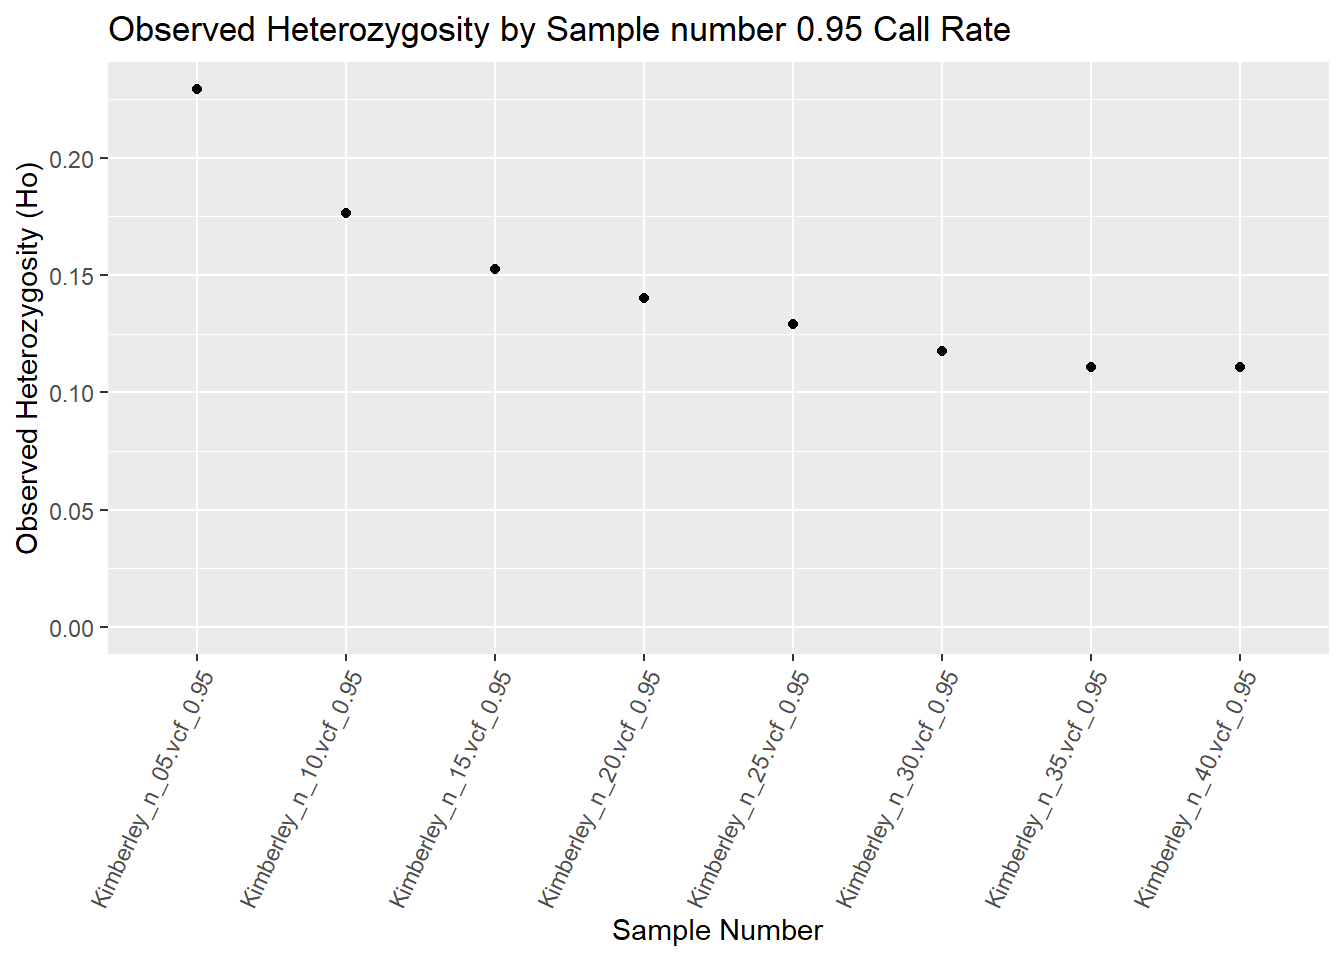 Observed Heterozygosity by Sample number 0.95 Call Rate
Observed Heterozygosity (Ho)
0.20
0.15
0.10
0.05
0.00
Kimberley_n_05.vcf_0.95
Kimberley_n_10.vcf_0.95
Kimberley_n_15.vcf_0.95
Kimberley_n_20.vcf_0.95
Kimberley_n_25.vcf_0.95
Kimberley_n_30.vcf_0.95
Kimberley_n_35.vcf_0.95
Kimberley_n_40.vcf_0.95
Sample Number